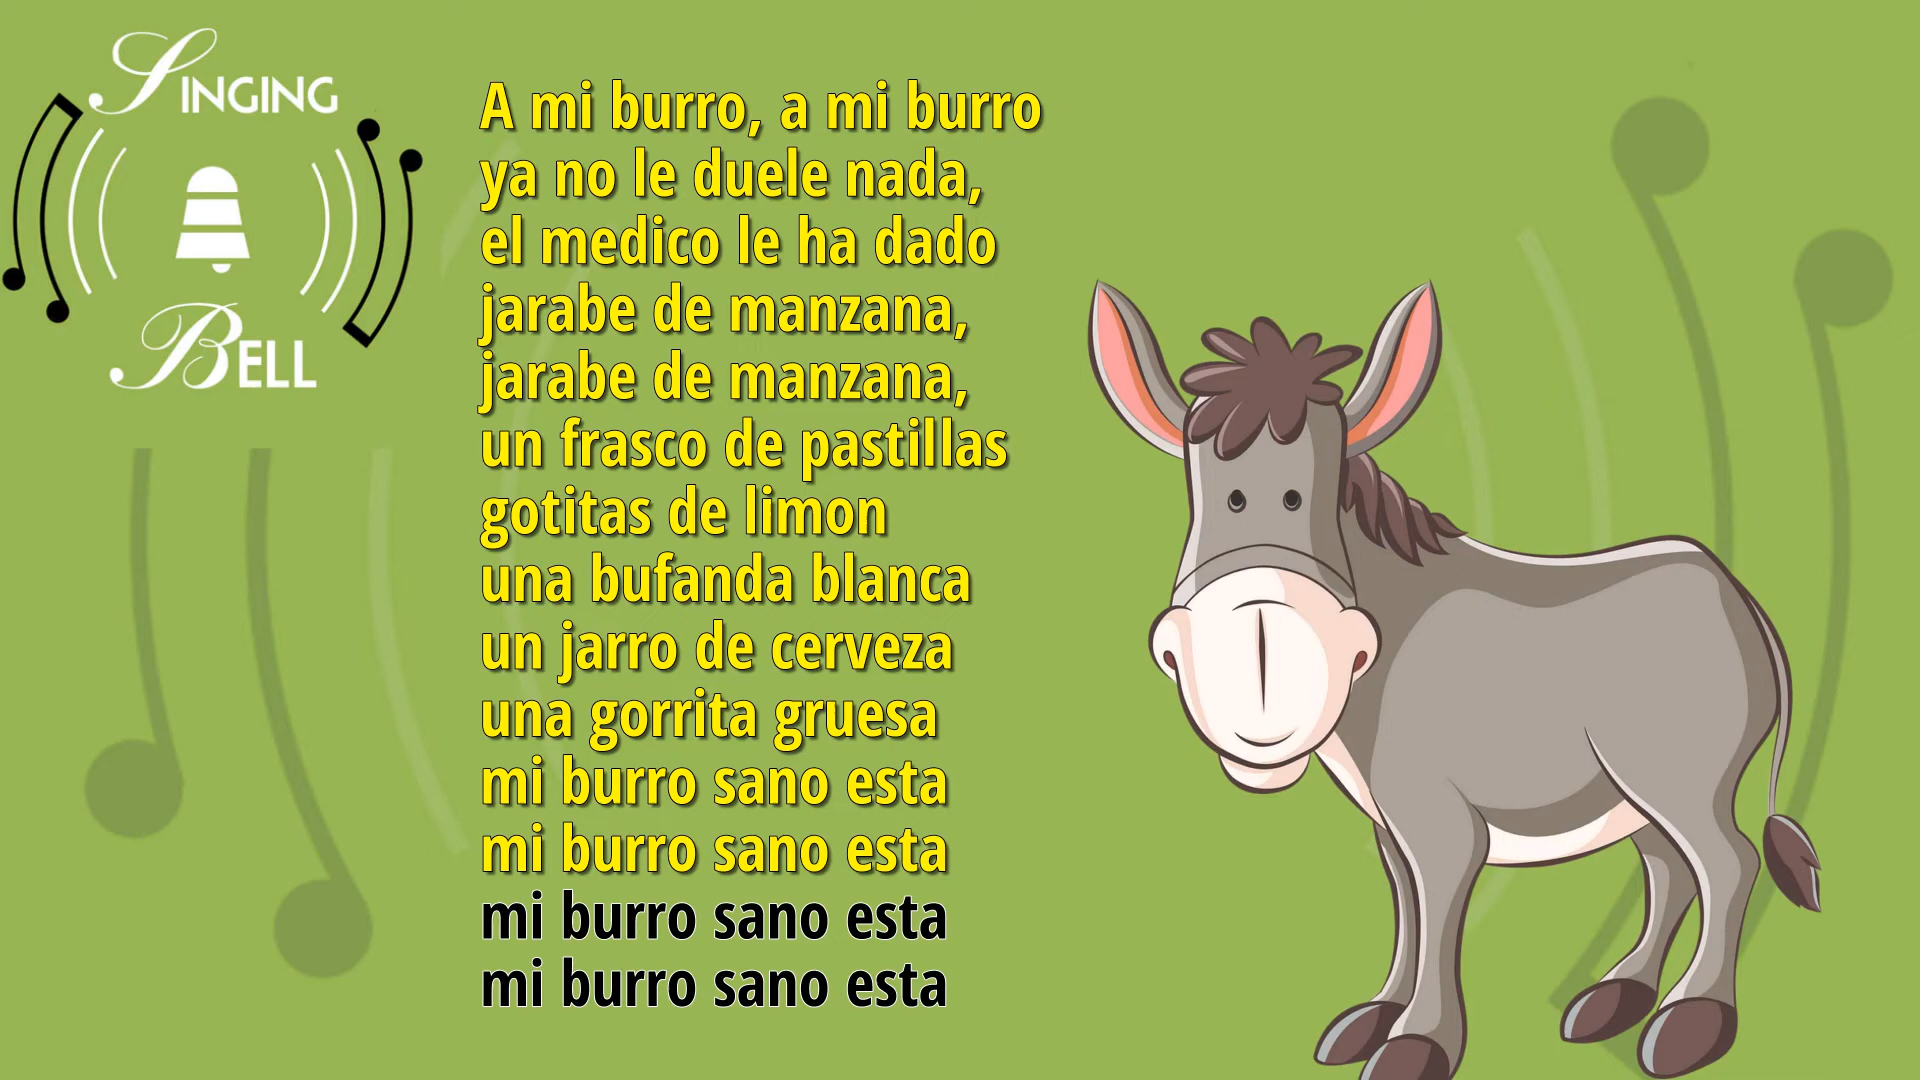 SINGING
BELL
A mi burro, a mi burro
ya no le duele nada,
el medico le ha dado
jarabe de manzana,
jarabe de manzana,
un frasco de pastillas
gotitas de limon
una bufanda blanca
un jarro de cerveza
una gorrita gruesa
mi burro sano esta
mi burro sano esta
mi burro sano esta
mi burro sano esta